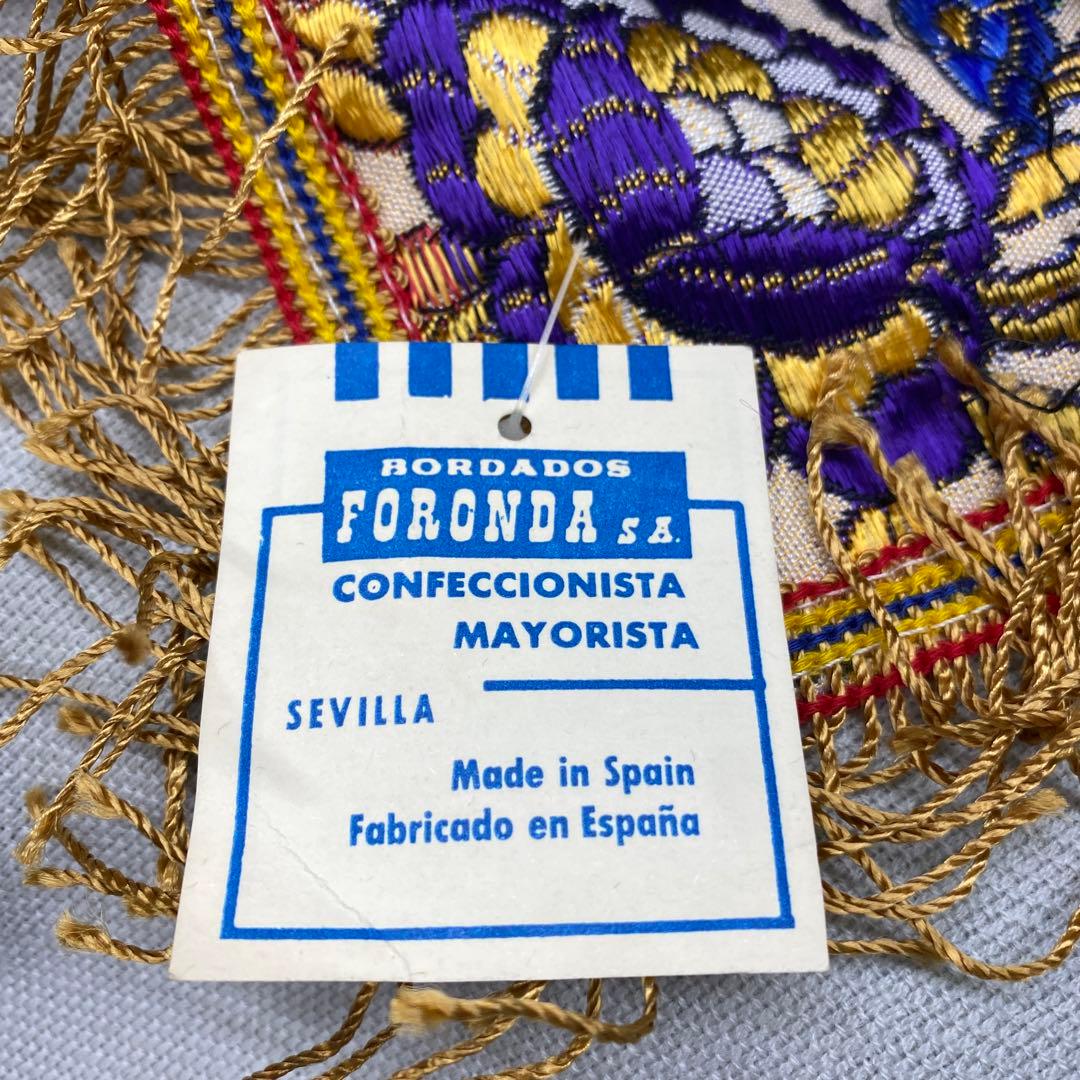 BORDADOS
FORONDA S.A.
CONFECCIONISTA
MAYORISTA
SEVILLA
Made in Spain
Fabricado en España